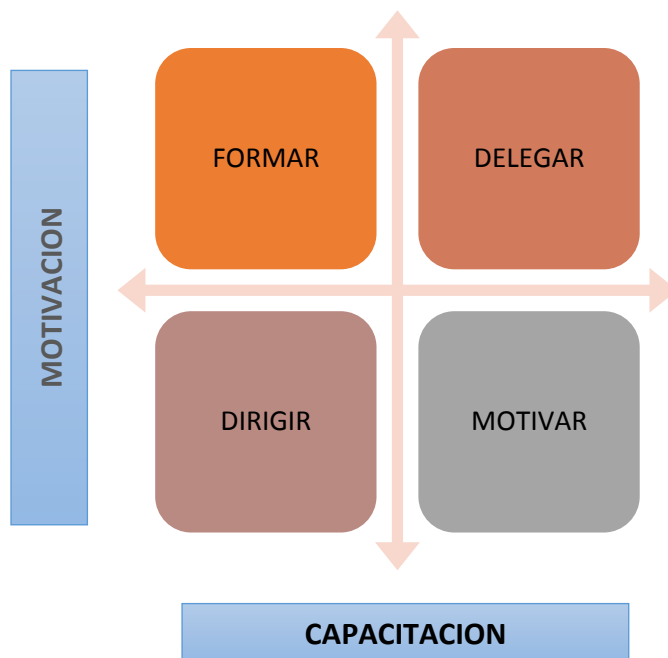 FORMAR
DELEGAR
MOTIVACION
DIRIGIR
MOTIVAR
CAPACITACION